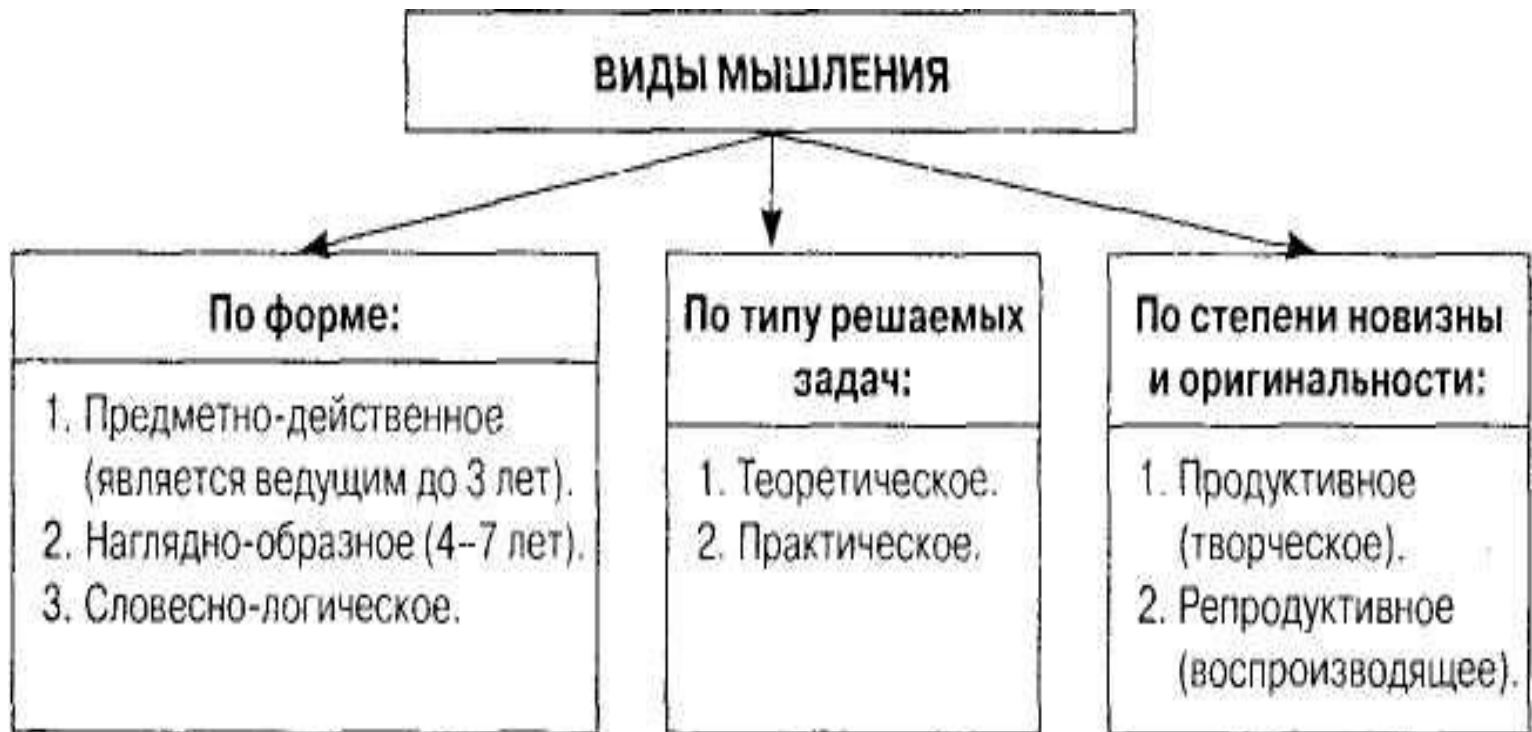 ВИДЫ МЫШЛЕНИЯ
По форме:
1. Предметно-действенное
(является ведущим до 3 лет).
2. Наглядно-образное (4–7 лет).
3. Словесно-логическое.
По типу решаемых
задач:
1. Теоретическое.
2. Практическое.
По степени новизны
и оригинальности:
1. Продуктивное
(творческое).
2. Репродуктивное
(воспроизводящее).